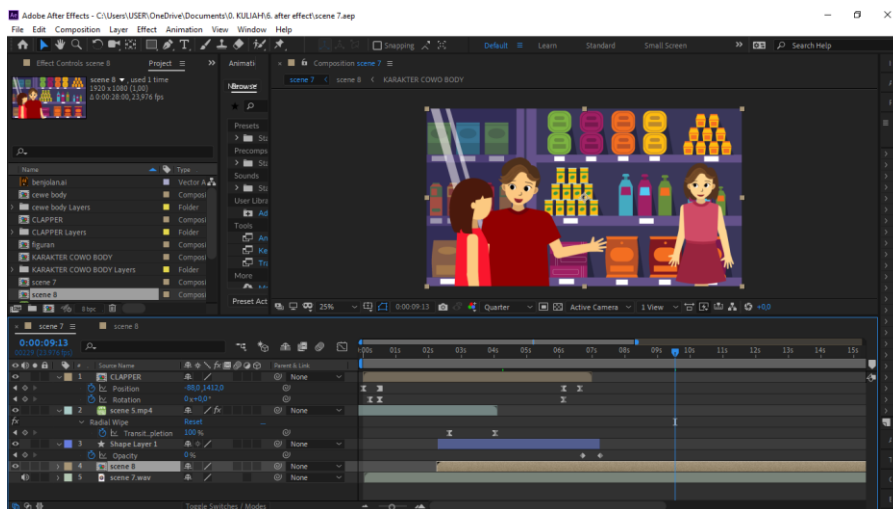 Adobe After Effects - C:\Users\USER\OneDrive\Documents\0. KULIAH\6. after effect\scene 7.aep
File Edit Composition Layer Effect Animation View Window Help
Snapping
Default
Learn
Standard
Small Screen
Search Help
Effect Controls scene 8
Project
Animati
Composition scene 7
scene 8 , used 1 time
1920 x 1080 (1,00)
Δ 0:00:28:00, 23,976 fps
scene 7
scene 8
KARAKTER COWO BODY
Presets
Precomps
Sounds
User Libra
Tools
More
Preset Act
Name
Type
benjolan.ai
Vector A
cewe body
Composi
cewe body Layers
Folder
CLAPPER
Composi
CLAPPER Layers
Folder
figuran
Composi
KARAKTER COWO BODY
Composi
KARAKTER COWO BODY Layers
Folder
scene 7
Composi
scene 8
Composi
8 bpc
25%
0:00:09:13
Quarter
Active Camera
1 View
+0,0
scene 7
scene 8
0:00:09:13
00229 (23.976 fps)
01s 02s 03s 04s 05s 06s 07s 08s 09s 10s 11s 12s 13s 14s 15s
# Source Name
Parent & Link
1 CLAPPER
None
Position
-88,0,1412,0
Rotation
0x+0,0°
2 scene 5.mp4
None
Radial Wipe
Reset
Transit...pletion
100 %
3 Shape Layer 1
None
Opacity
0%
4 scene 8
None
5 scene 7.wav
None
Toggle Switches / Modes